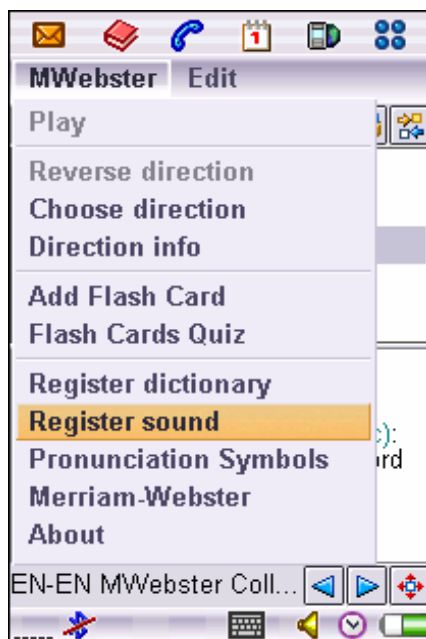 1
MWebster Edit
Play
Reverse direction
Choose direction
Direction info
Add Flash Card
Flash Cards Quiz
Register dictionary
Register sound
c):
Pronunciation Symbols
Merriam-Webster
About
EN-EN MWebster Coll...